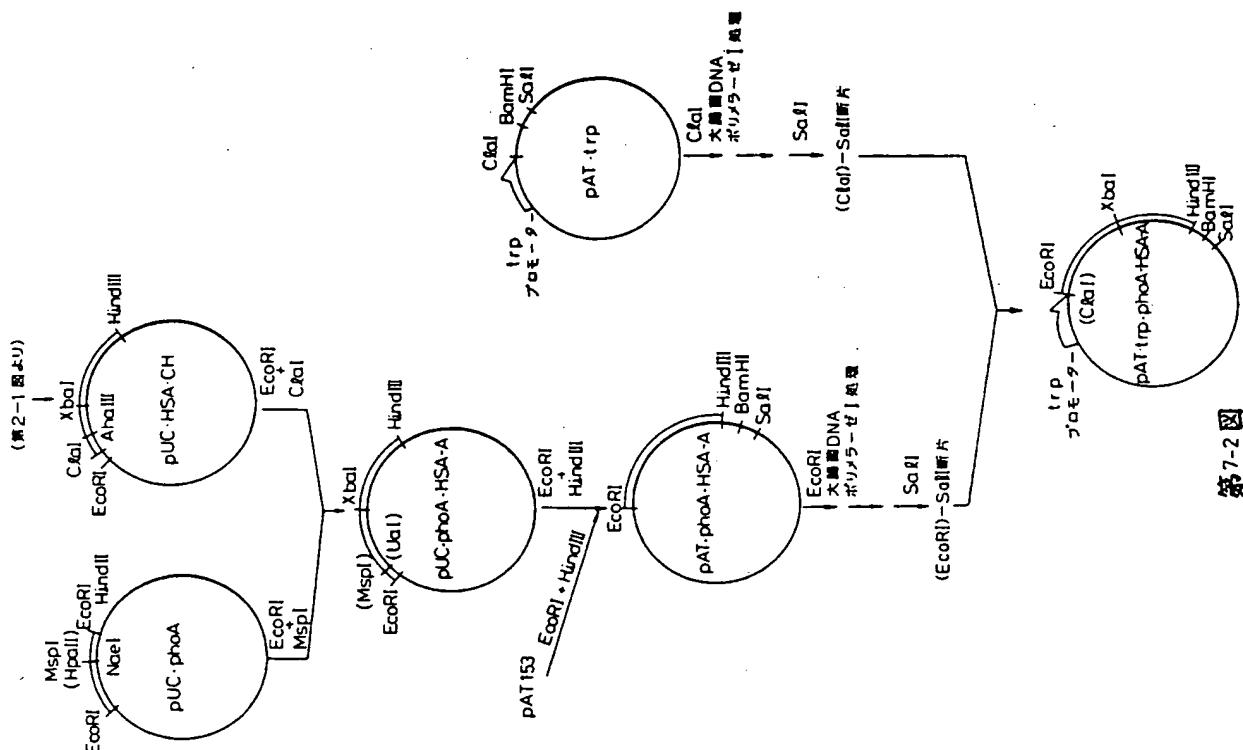 (第2-1図より)
MspI
(HpaII)
EcoRI
NaeI
EcoRI
HindII
pUC·phoA
EcoRI
+
MspI
XbaI
ClaI
EcoRI
AhaIII
HindIII
pUC·HSA·CH
EcoRI
+
ClaI
XbaI
(MspI)
(UaI)
EcoRI
HindIII
pUC·phoA·HSA-A
EcoRI
+
HindIII
pAT153
EcoRI + HindIII
EcoRI
HindIII
BamHI
SalI
pAT·phoA·HSA-A
EcoRI
大腸菌DNA
ポリメラーゼI処理
SalI
(EcoRI)-SalI断片
trp
プロモーター
ClaI
BamHI
SalI
pAT·trp
ClaI
大腸菌DNA
ポリメラーゼI処理
SalI
(ClaI)-SalI断片
trp
プロモーター
EcoRI
(ClaI)
XbaI
HindIII
BamHI
SalI
pAT·trp·phoA·HSA-A
第7-2図